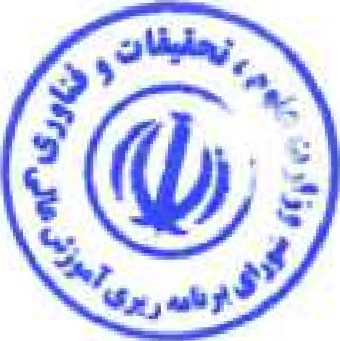 وزارت علوم، تحقیقات و فناوری
شورای برنامه ریزی آموزش عالی